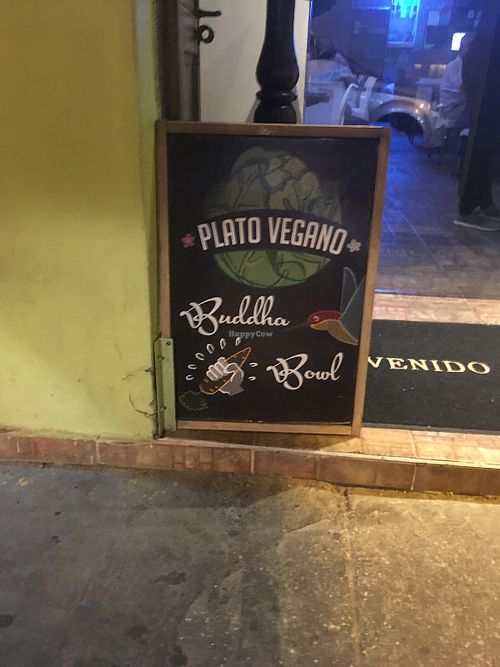 PLATO VEGANO
Buddha
HappyCow
Bowl
VENIDO